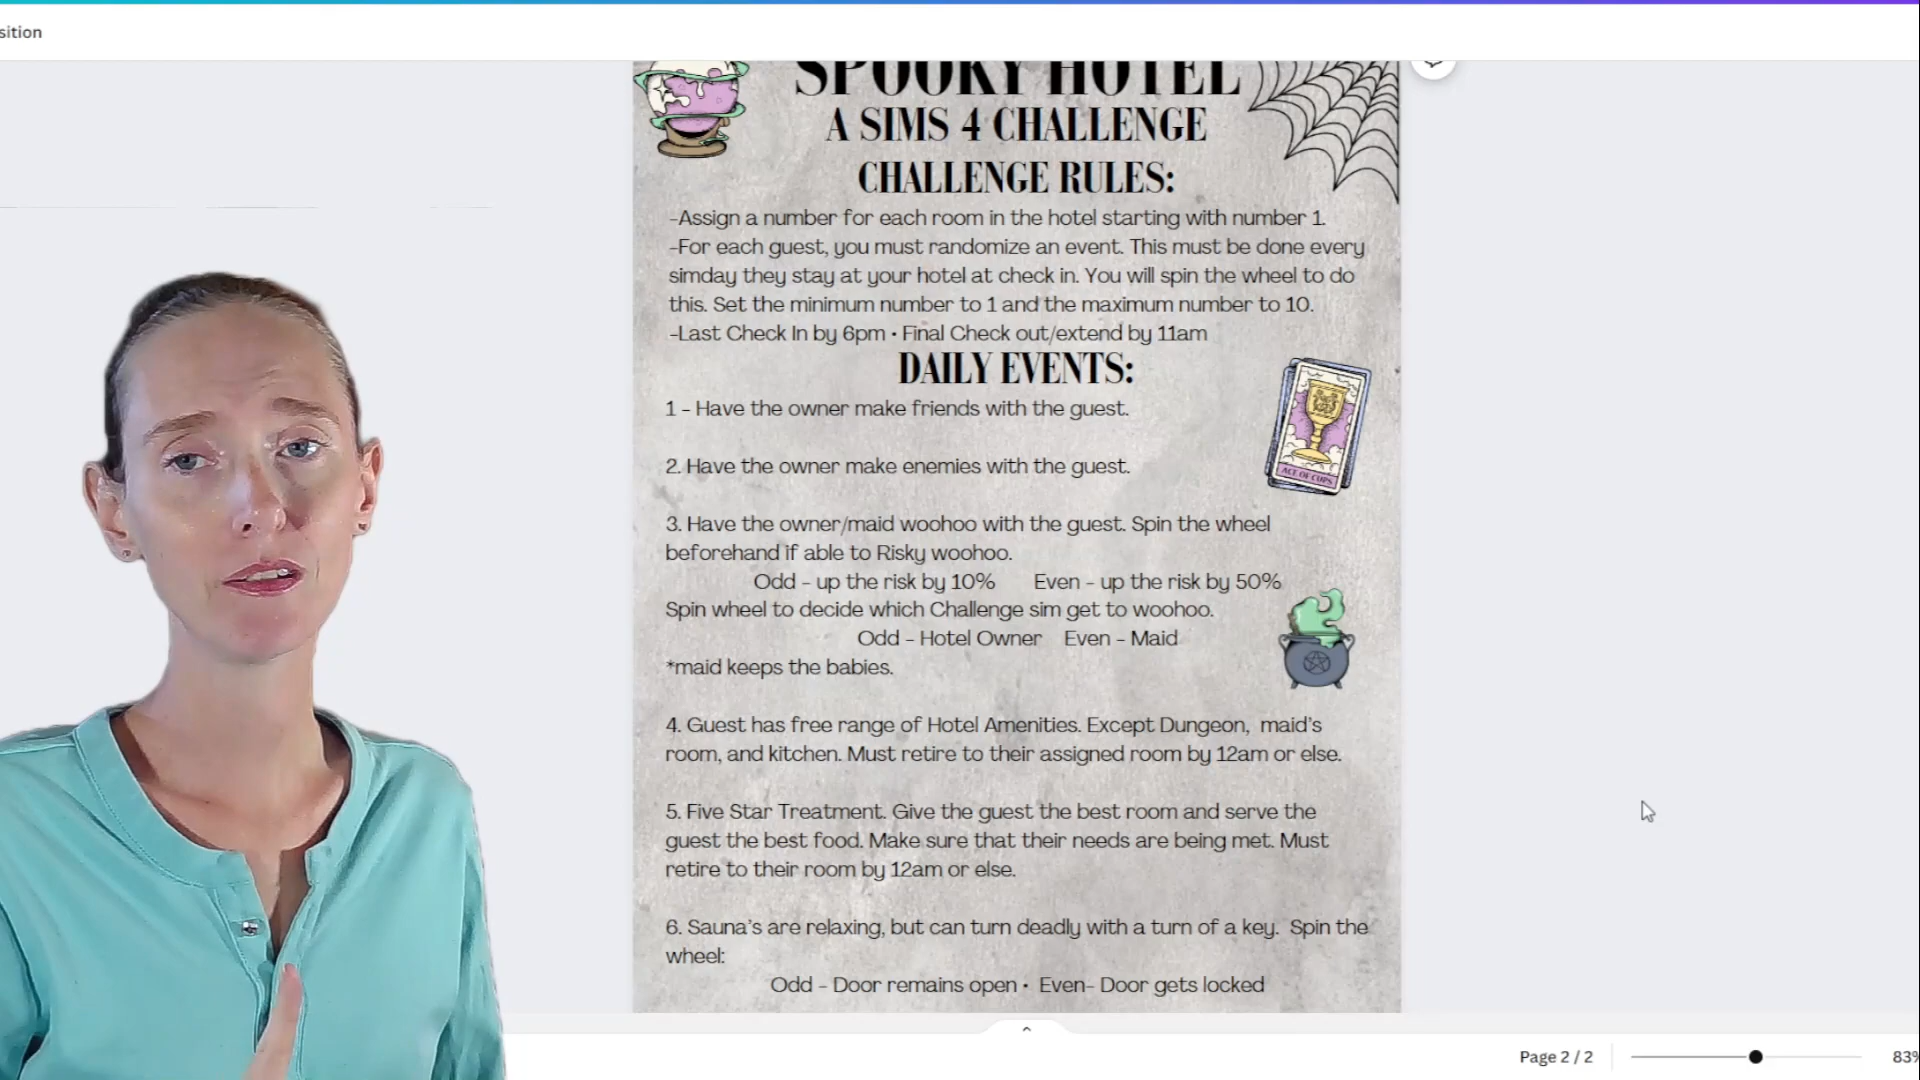 sition
SPOOKY HOTEL
A SIMS 4 CHALLENGE
CHALLENGE RULES:
-Assign a number for each room in the hotel starting with number 1.
-For each guest, you must randomize an event. This must be done every
simday they stay at your hotel at check in. You will spin the wheel to do
this. Set the minimum number to 1 and the maximum number to 10.
-Last Check In by 6pm • Final Check out/extend by 11am
DAILY EVENTS:
1 - Have the owner make friends with the guest.
2. Have the owner make enemies with the guest.
ACE OF CUPS
3. Have the owner/maid woohoo with the guest. Spin the wheel
beforehand if able to Risky woohoo.
Odd - up the risk by 10% Even - up the risk by 50%
Spin wheel to decide which Challenge sim get to woohoo.
Odd - Hotel Owner Even - Maid
*maid keeps the babies.
4. Guest has free range of Hotel Amenities. Except Dungeon, maid's
room, and kitchen. Must retire to their assigned room by 12am or else.
5. Five Star Treatment. Give the guest the best room and serve the
guest the best food. Make sure that their needs are being met. Must
retire to their room by 12am or else.
6. Sauna's are relaxing, but can turn deadly with a turn of a key. Spin the
wheel:
Odd - Door remains open • Even- Door gets locked
Page 2 / 2
83%